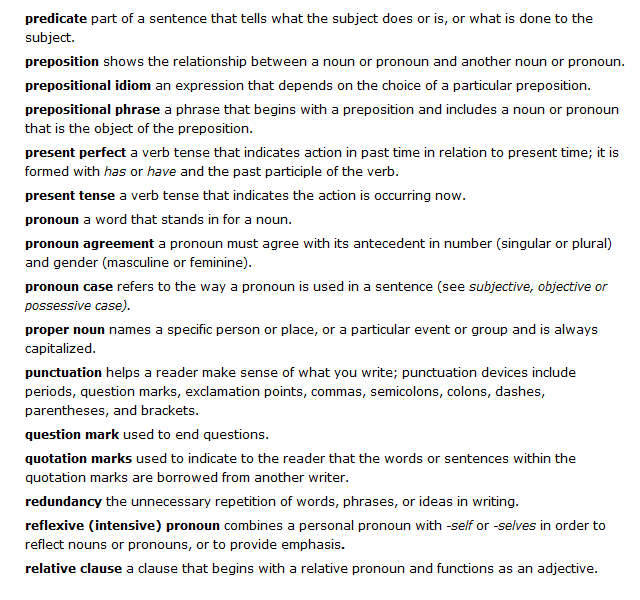 predicate part of a sentence that tells what the subject does or is, or what is done to the
subject.
preposition shows the relationship between a noun or pronoun and another noun or pronoun.
prepositional idiom an expression that depends on the choice of a particular preposition.
prepositional phrase a phrase that begins with a preposition and includes a noun or pronoun
that is the object of the preposition.
present perfect a verb tense that indicates action in past time in relation to present time; it is
formed with has or have and the past participle of the verb.
present tense a verb tense that indicates the action is occurring now.
pronoun a word that stands in for a noun.
pronoun agreement a pronoun must agree with its antecedent in number (singular or plural)
and gender (masculine or feminine).
pronoun case refers to the way a pronoun is used in a sentence (see subjective, objective or
possessive case).
proper noun names a specific person or place, or a particular event or group and is always
capitalized.
punctuation helps a reader make sense of what you write; punctuation devices include
periods, question marks, exclamation points, commas, semicolons, colons, dashes,
parentheses, and brackets.
question mark used to end questions.
quotation marks used to indicate to the reader that the words or sentences within the
quotation marks are borrowed from another writer.
redundancy the unnecessary repetition of words, phrases, or ideas in writing.
reflexive (intensive) pronoun combines a personal pronoun with -self or -selves in order to
reflect nouns or pronouns, or to provide emphasis.
relative clause a clause that begins with a relative pronoun and functions as an adjective.